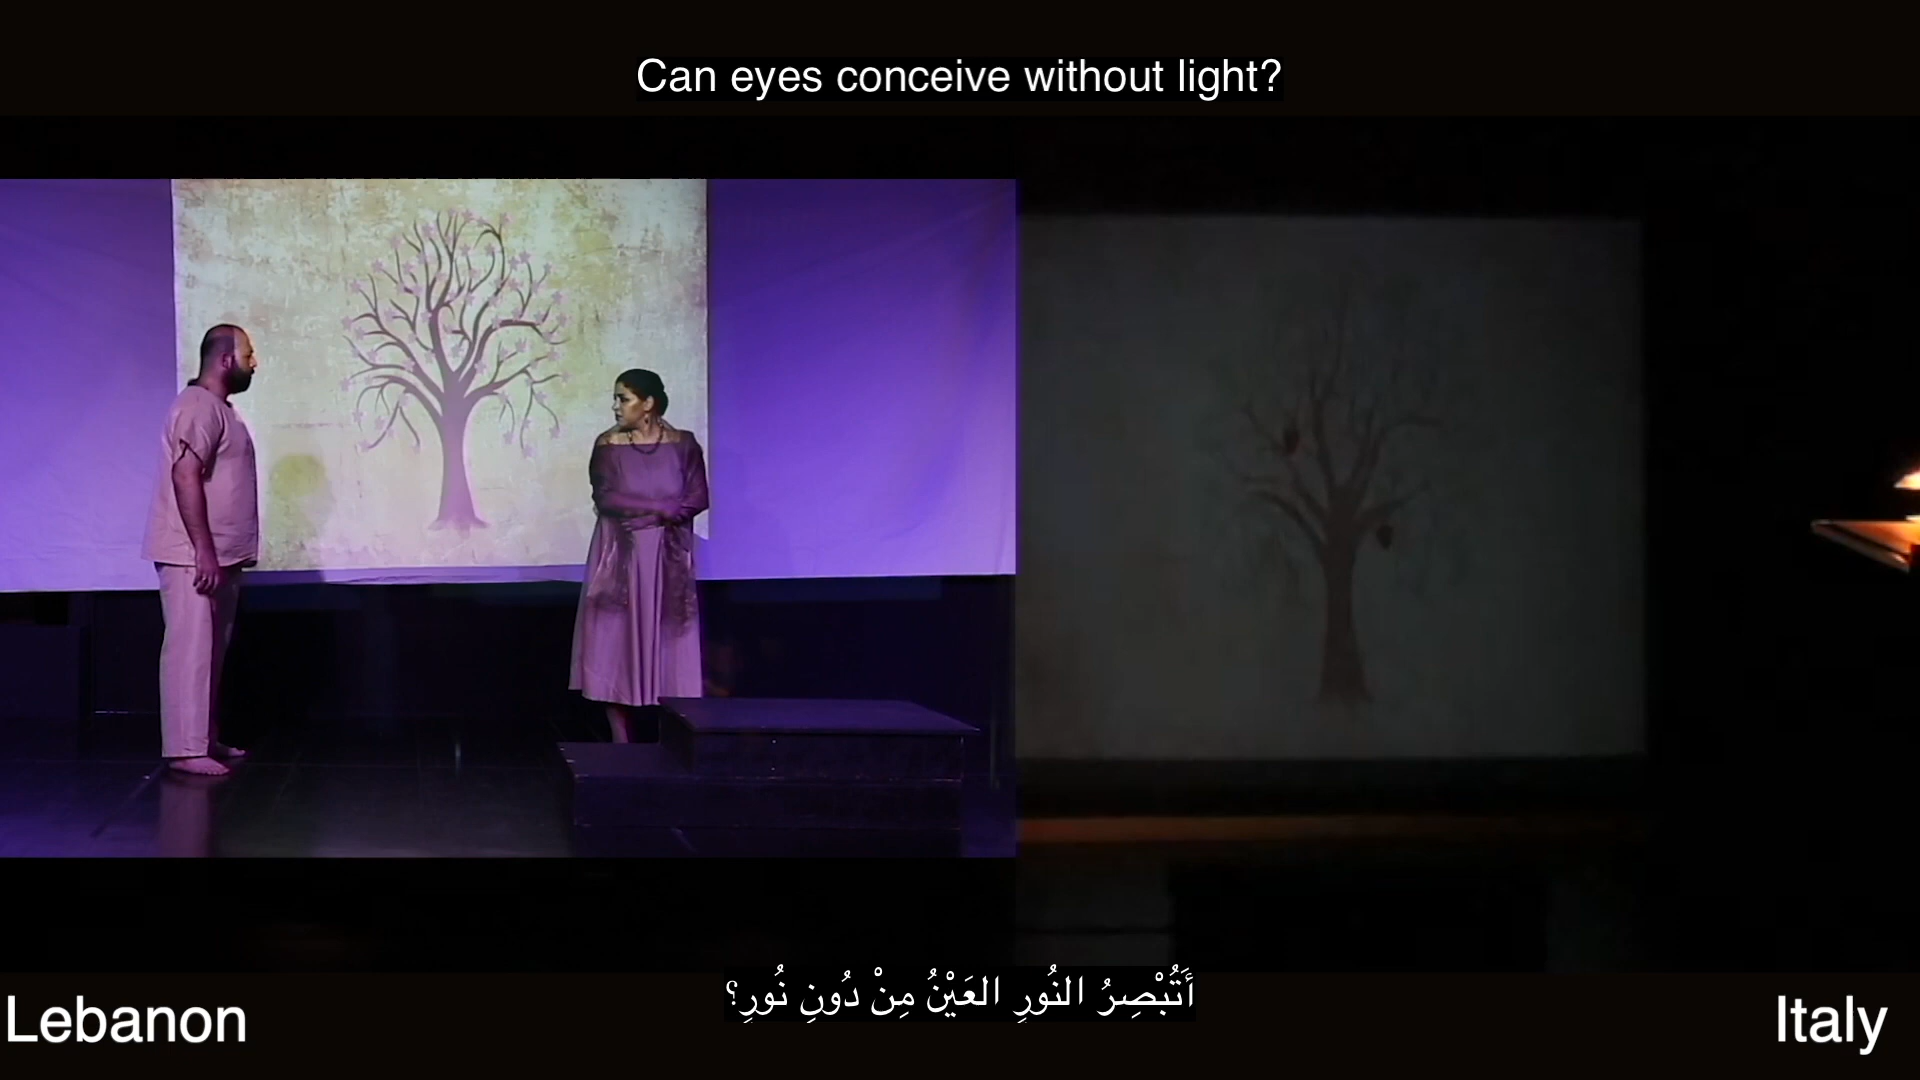 Can eyes conceive without light?
أَتُبْصِرُ النُورِ العَيْنُ مِنْ دُونِ نُورٍ؟
Lebanon
Italy